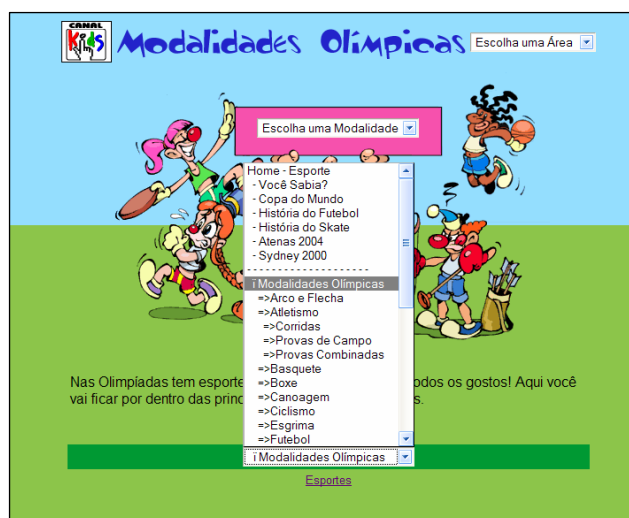 CANAL
Kids
Modalidades Olímpicas
Escolha uma Área
Escolha uma Modalidade
Home - Esporte
- Você Sabia?
- Copa do Mundo
- História do Futebol
- História do Skate
- Atenas 2004
- Sydney 2000
- - - - - - - - - - - - - - - - - - - -
ï Modalidades Olímpicas
=>Arco e Flecha
=>Atletismo
=>Corridas
=>Provas de Campo
=>Provas Combinadas
=>Basquete
=>Boxe
=>Canoagem
=>Ciclismo
=>Esgrima
=>Futebol
Nas Olimpíadas tem esporte odos os gostos! Aqui você
vai ficar por dentro das princ s.
ï Modalidades Olímpicas
Esportes